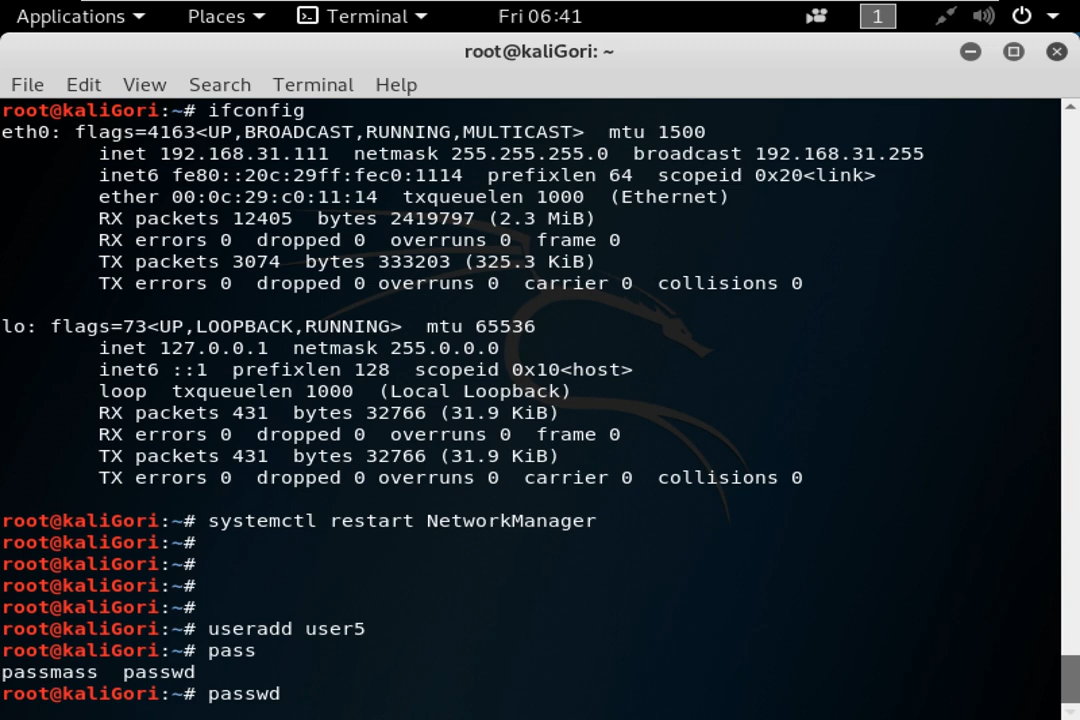 Applications Places Terminal Fri 06:41 1
root@kaliGori: ~
File Edit View Search Terminal Help
root@kaliGori:~# ifconfig
eth0: flags=4163<UP,BROADCAST,RUNNING,MULTICAST>  mtu 1500
        inet 192.168.31.111  netmask 255.255.255.0  broadcast 192.168.31.255
        inet6 fe80::20c:29ff:fec0:1114  prefixlen 64  scopeid 0x20<link>
        ether 00:0c:29:c0:11:14  txqueuelen 1000  (Ethernet)
        RX packets 12405  bytes 2419797 (2.3 MiB)
        RX errors 0  dropped 0  overruns 0  frame 0
        TX packets 3074  bytes 333203 (325.3 KiB)
        TX errors 0  dropped 0 overruns 0  carrier 0  collisions 0
lo: flags=73<UP,LOOPBACK,RUNNING>  mtu 65536
        inet 127.0.0.1  netmask 255.0.0.0
        inet6 ::1  prefixlen 128  scopeid 0x10<host>
        loop  txqueuelen 1000  (Local Loopback)
        RX packets 431  bytes 32766 (31.9 KiB)
        RX errors 0  dropped 0  overruns 0  frame 0
        TX packets 431  bytes 32766 (31.9 KiB)
        TX errors 0  dropped 0 overruns 0  carrier 0  collisions 0
root@kaliGori:~# systemctl restart NetworkManager
root@kaliGori:~#
root@kaliGori:~#
root@kaliGori:~#
root@kaliGori:~#
root@kaliGori:~# useradd user5
root@kaliGori:~# pass
passmass  passwd
root@kaliGori:~# passwd